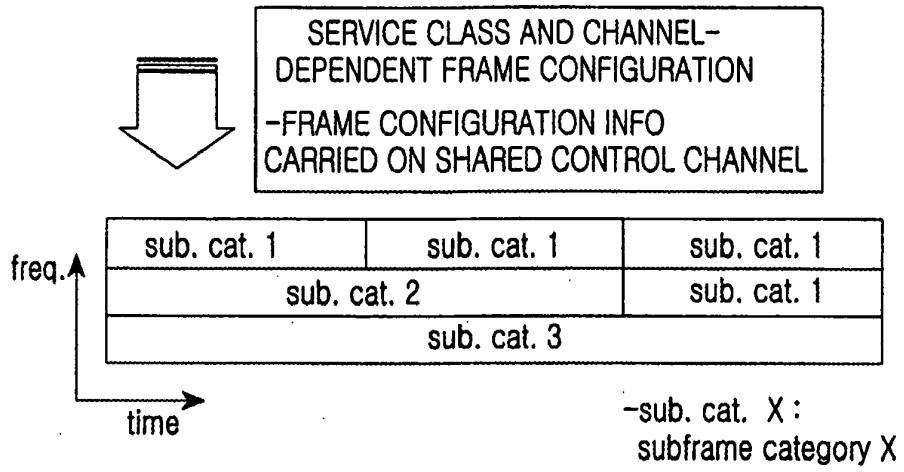 SERVICE CLASS AND CHANNEL-
DEPENDENT FRAME CONFIGURATION
-FRAME CONFIGURATION INFO
CARRIED ON SHARED CONTROL CHANNEL
sub. cat. 1 sub. cat. 1 sub. cat. 1
freq.
sub. cat. 2 sub. cat. 1
sub. cat. 3
time
-sub. cat. X :
subframe category X